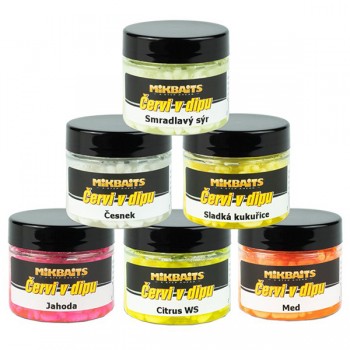 MIKBAITS
Červi v dipu
Smradlavý sýr
MIKBAITS
Červi v dipu
Česnek
MIKBAITS
Červi v dipu
Sladká kukuřice
MIKBAITS
Červi v dipu
Jahoda
MIKBAITS
Červi v dipu
Citrus WS
MIKBAITS
Červi v dipu
Med